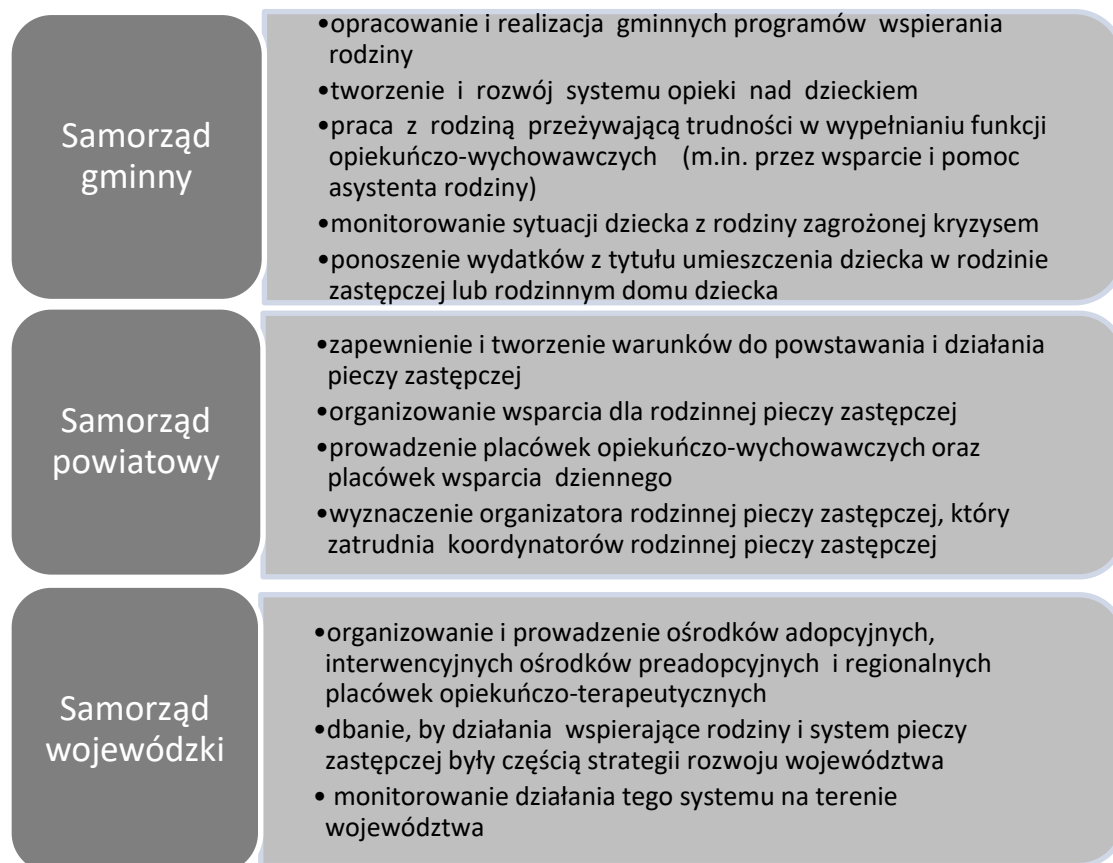 Samorząd
gminny
•opracowanie i realizacja gminnych programów wspierania
rodziny
•tworzenie i rozwój systemu opieki nad dzieckiem
•praca z rodziną przeżywającą trudności w wypełnianiu funkcji
opiekuńczo-wychowawczych (m.in. przez wsparcie i pomoc
asystenta rodziny)
•monitorowanie sytuacji dziecka z rodziny zagrożonej kryzysem
•ponoszenie wydatków z tytułu umieszczenia dziecka w rodzinie
zastępczej lub rodzinnym domu dziecka
Samorząd
powiatowy
•zapewnienie i tworzenie warunków do powstawania i działania
pieczy zastępczej
•organizowanie wsparcia dla rodzinnej pieczy zastępczej
•prowadzenie placówek opiekuńczo-wychowawczych oraz
placówek wsparcia dziennego
•wyznaczenie organizatora rodzinnej pieczy zastępczej, który
zatrudnia koordynatorów rodzinnej pieczy zastępczej
Samorząd
wojewódzki
•organizowanie i prowadzenie ośrodków adopcyjnych,
interwencyjnych ośrodków preadopcyjnych i regionalnych
placówek opiekuńczo-terapeutycznych
•dbanie, by działania wspierające rodziny i system pieczy
zastępczej były częścią strategii rozwoju województwa
• monitorowanie działania tego systemu na terenie
województwa